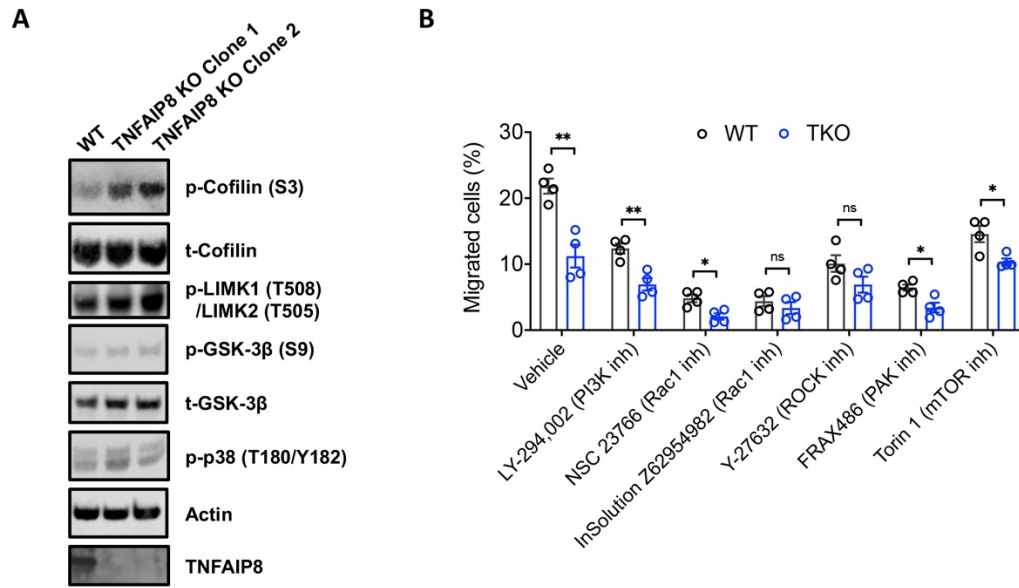 A
WT
TNFAIP8 KO Clone 1
TNFAIP8 KO Clone 2
p-Cofilin (S3)
t-Cofilin
p-LIMK1 (T508)
/LIMK2 (T505)
p-GSK-3β (S9)
t-GSK-3β
p-p38 (T180/Y182)
Actin
TNFAIP8
B
WT
TKO
Migrated cells (%)
30
20
10
0
**
**
*
ns
ns
*
*
Vehicle
LY-294,002 (PI3K inh)
NSC 23766 (Rac1 inh)
InSolution Z62954982 (Rac1 inh)
Y-27632 (ROCK inh)
FRAX486 (PAK inh)
Torin 1 (mTOR inh)